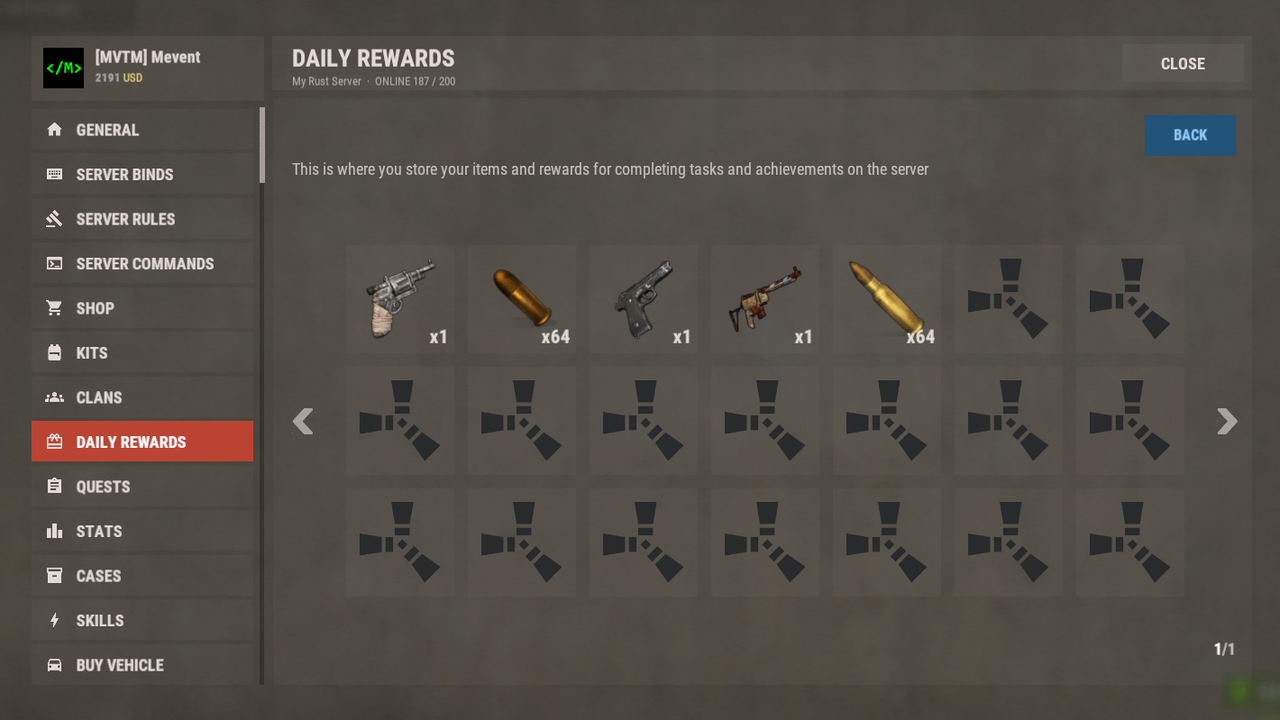 </M>
[MVTM] Mevent
2191 USD
GENERAL
SERVER BINDS
SERVER RULES
SERVER COMMANDS
SHOP
KITS
CLANS
DAILY REWARDS
QUESTS
STATS
CASES
SKILLS
BUY VEHICLE
DAILY REWARDS
My Rust Server · ONLINE 187 / 200
CLOSE
BACK
This is where you store your items and rewards for completing tasks and achievements on the server
x1 x64 x1 x1 x64
1/1